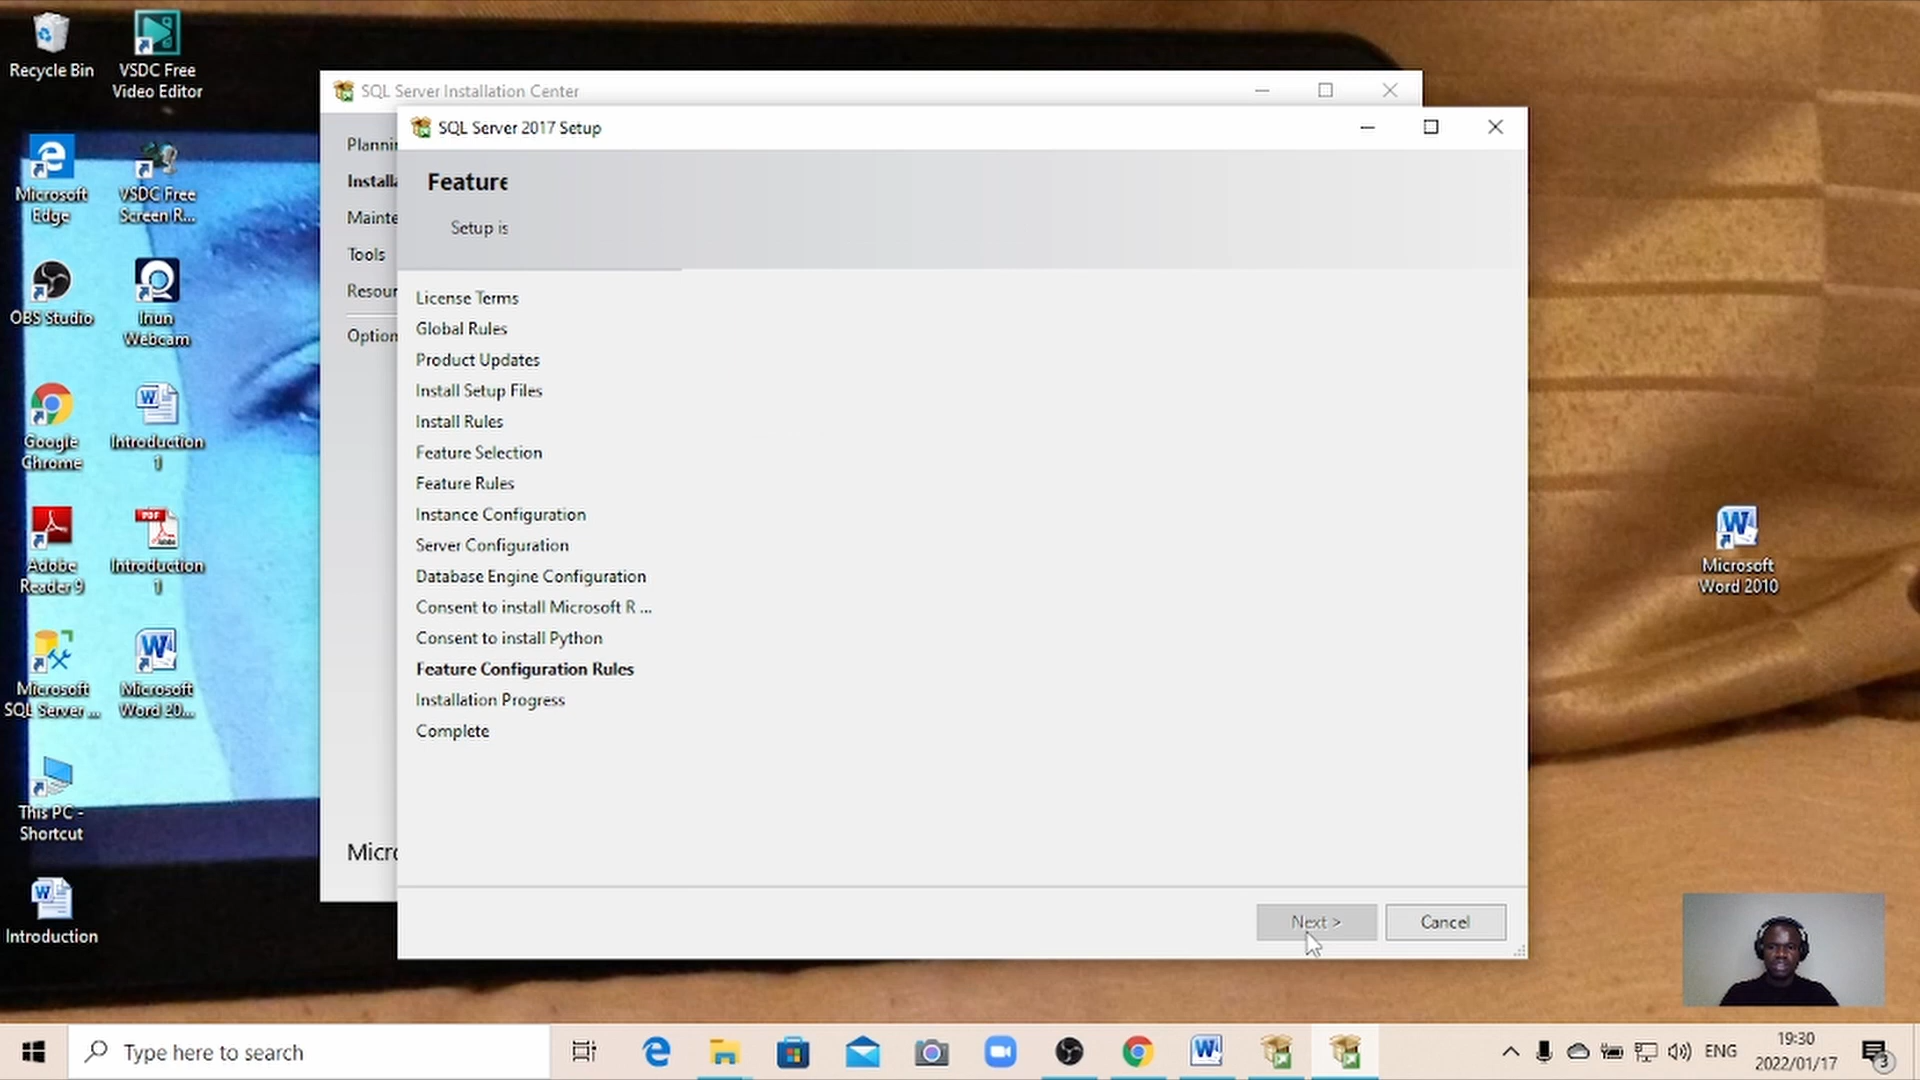 Recycle Bin
VSDC Free
Video Editor
Microsoft
Edge
VSDC Free
Screen R...
OBS Studio
Iriun
Webcam
Google
Chrome
Introduction
1
Adobe
Reader 9
Introduction
1
Microsoft
SQL Server ...
Microsoft
Word 20...
This PC -
Shortcut
Introduction
Microsoft
Word 2010
SQL Server Installation Center
Plannin
Installa
Mainte
Tools
Resour
Option
Micro
SQL Server 2017 Setup
Feature
Setup is
License Terms
Global Rules
Product Updates
Install Setup Files
Install Rules
Feature Selection
Feature Rules
Instance Configuration
Server Configuration
Database Engine Configuration
Consent to install Microsoft R ...
Consent to install Python
Feature Configuration Rules
Installation Progress
Complete
Next >
Cancel
Type here to search
ENG
19:30
2022/01/17
3